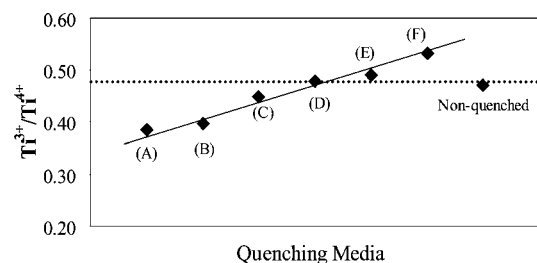 0.60
(F)
(E)
0.50
(D)
(C)
Non-quenched
0.40
(B)
(A)
0.30
0.20
Ti³⁺/Ti⁴⁺
Quenching Media